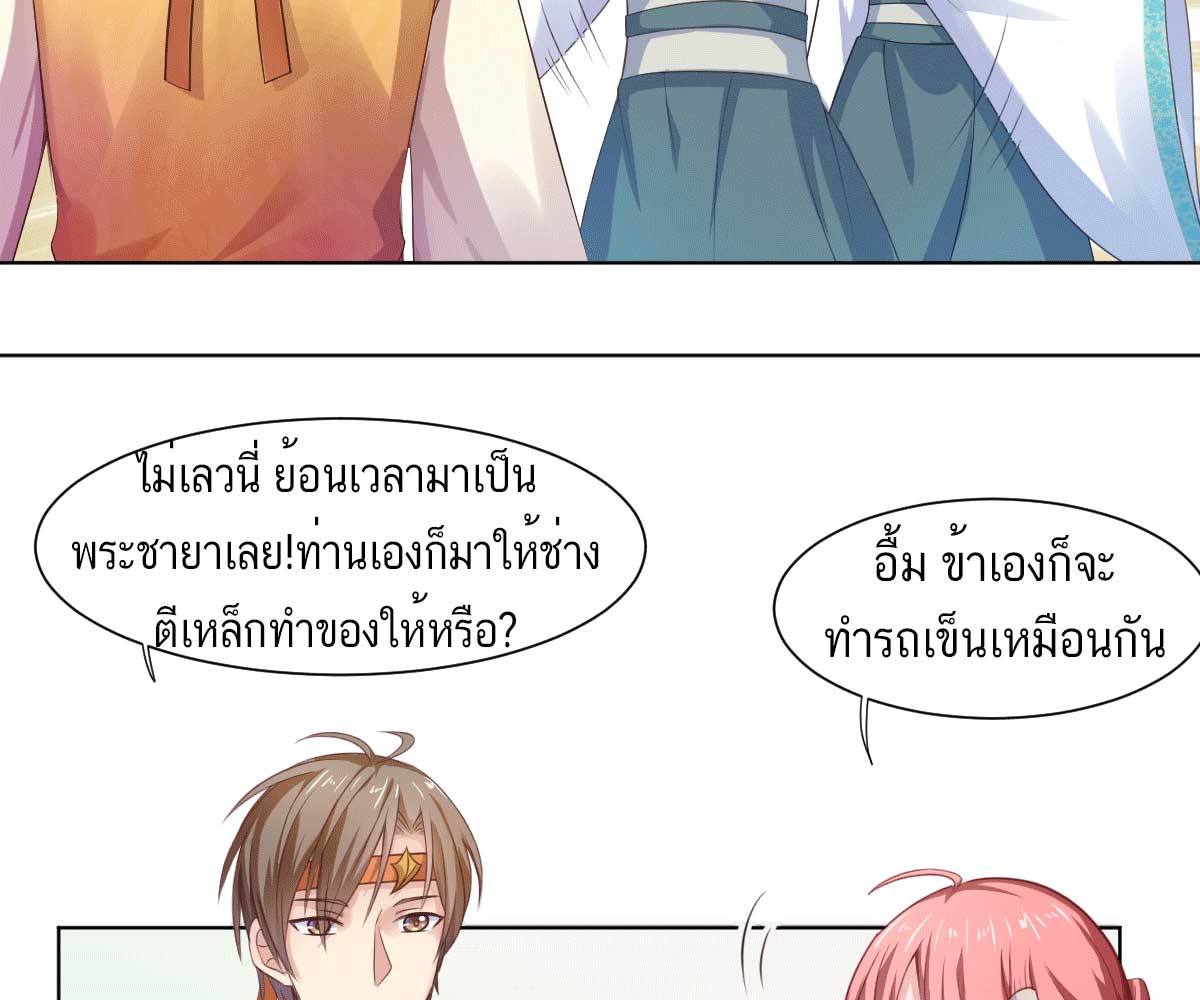 ไม่เลวนี่ ย้อนเวลามาเป็น
พระชายาเลย!ท่านเองก็มาให้ช่าง
ตีเหล็กทำของให้หรือ?
อื้ม ข้าเองก็จะ
ทำรถเข็นเหมือนกัน